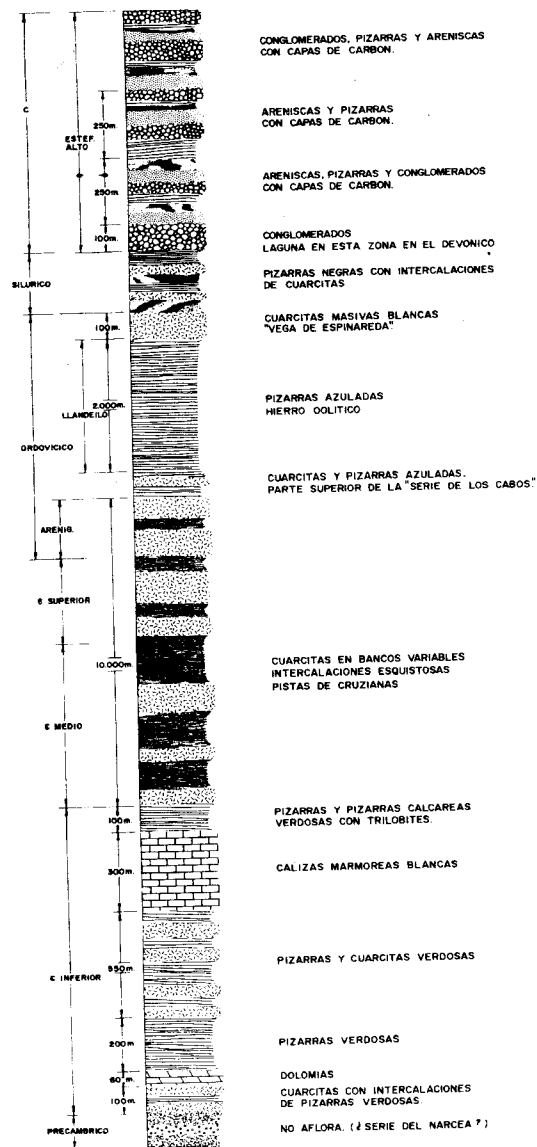 CONGLOMERADOS, PIZARRAS Y ARENISCAS
CON CAPAS DE CARBON.
C
ESTEF.
ALTO
250m.
ARENISCAS Y PIZARRAS
CON CAPAS DE CARBON.
250m.
ARENISCAS, PIZARRAS Y CONGLOMERADOS
CON CAPAS DE CARBON.
100m.
CONGLOMERADOS
LAGUNA EN ESTA ZONA EN EL DEVONICO
SILURICO
PIZARRAS NEGRAS CON INTERCALACIONES
DE CUARCITAS
100m.
CUARCITAS MASIVAS BLANCAS
"VEGA DE ESPINAREDA"
ORDOVICICO
LLANDEILO
2.000m.
PIZARRAS AZULADAS
HIERRO OOLITICO
CUARCITAS Y PIZARRAS AZULADAS.
PARTE SUPERIOR DE LA "SERIE DE LOS CABOS"
ARENIG.
Є SUPERIOR
10.000m.
CUARCITAS EN BANCOS VARIABLES
INTERCALACIONES ESQUISTOSAS
PISTAS DE CRUZIANAS
Є MEDIO
100m.
PIZARRAS Y PIZARRAS CALCAREAS
VERDOSAS CON TRILOBITES.
300m.
CALIZAS MARMOREAS BLANCAS
Є INFERIOR
550m.
PIZARRAS Y CUARCITAS VERDOSAS
200m.
PIZARRAS VERDOSAS
60m.
DOLOMIAS
100m.
CUARCITAS CON INTERCALACIONES
DE PIZARRAS VERDOSAS.
PRECAMBRICO
NO AFLORA. (¿ SERIE DEL NARCEA ?)